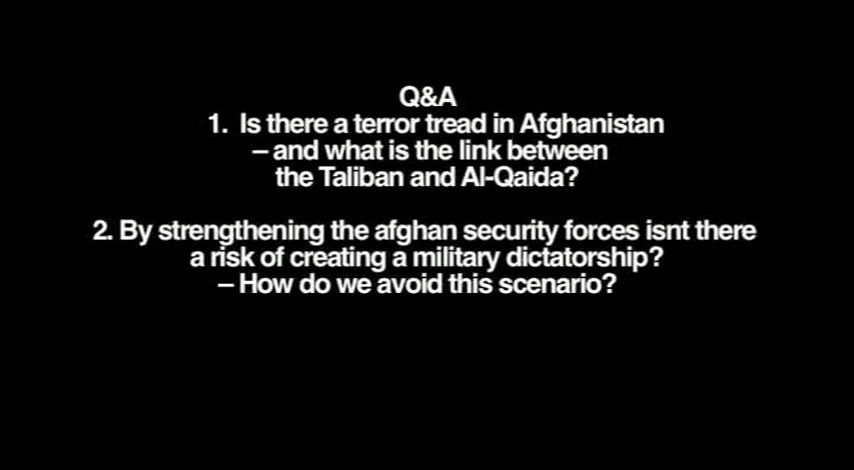 Q&A
1. Is there a terror tread in Afghanistan
– and what is the link between
the Taliban and Al-Qaida?
2. By strengthening the afghan security forces isnt there
a risk of creating a military dictatorship?
– How do we avoid this scenario?